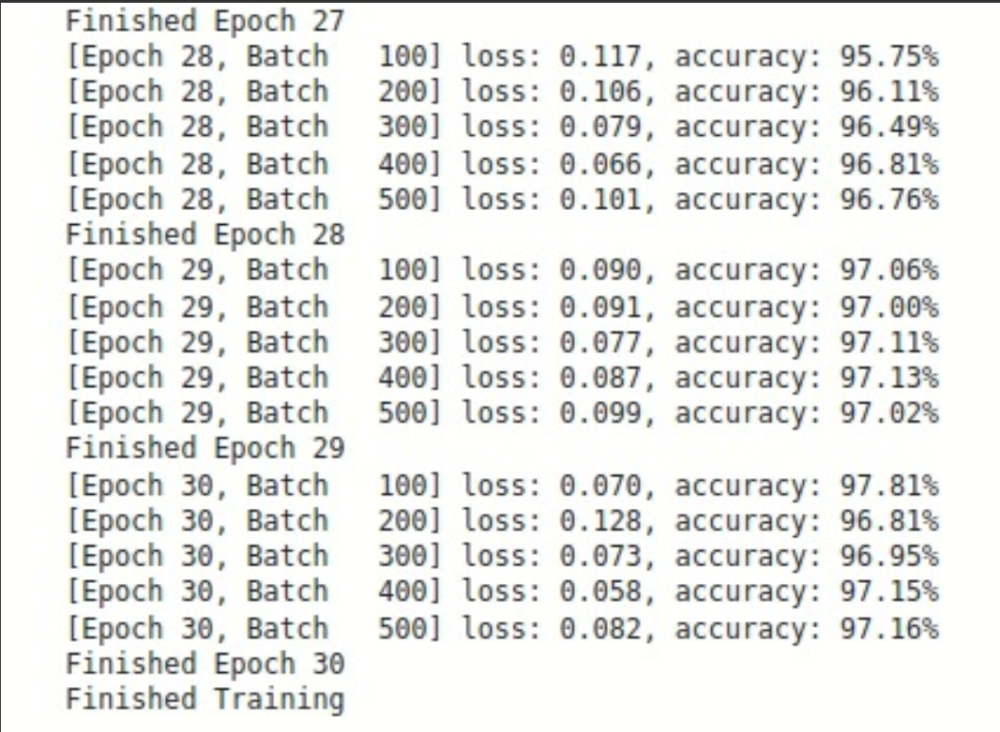 Finished Epoch 27
[Epoch 28, Batch   100] loss: 0.117, accuracy: 95.75%
[Epoch 28, Batch   200] loss: 0.106, accuracy: 96.11%
[Epoch 28, Batch   300] loss: 0.079, accuracy: 96.49%
[Epoch 28, Batch   400] loss: 0.066, accuracy: 96.81%
[Epoch 28, Batch   500] loss: 0.101, accuracy: 96.76%
Finished Epoch 28
[Epoch 29, Batch   100] loss: 0.090, accuracy: 97.06%
[Epoch 29, Batch   200] loss: 0.091, accuracy: 97.00%
[Epoch 29, Batch   300] loss: 0.077, accuracy: 97.11%
[Epoch 29, Batch   400] loss: 0.087, accuracy: 97.13%
[Epoch 29, Batch   500] loss: 0.099, accuracy: 97.02%
Finished Epoch 29
[Epoch 30, Batch   100] loss: 0.070, accuracy: 97.81%
[Epoch 30, Batch   200] loss: 0.128, accuracy: 96.81%
[Epoch 30, Batch   300] loss: 0.073, accuracy: 96.95%
[Epoch 30, Batch   400] loss: 0.058, accuracy: 97.15%
[Epoch 30, Batch   500] loss: 0.082, accuracy: 97.16%
Finished Epoch 30
Finished Training